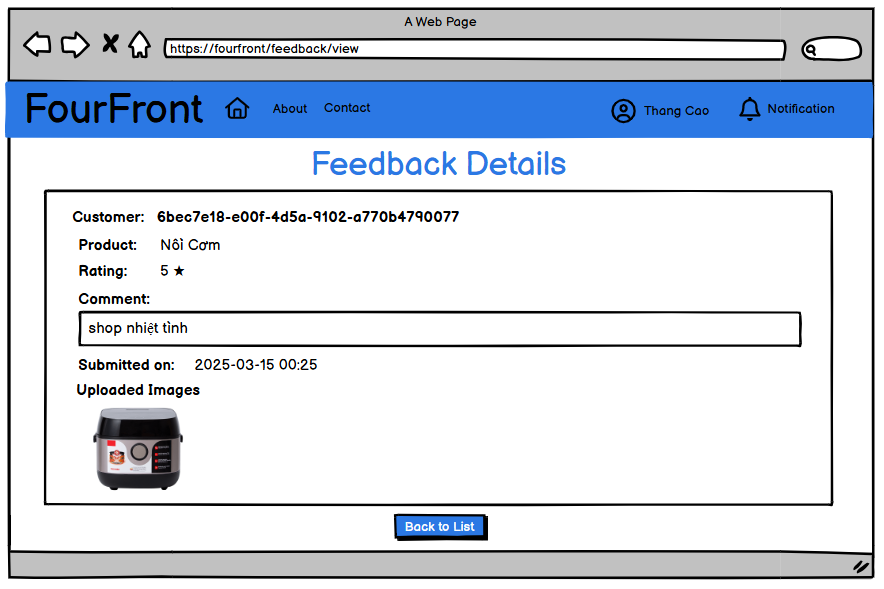 A Web Page
https://fourfront/feedback/view
FourFront About Contact Thang Cao Notification
Feedback Details
Customer: 6bec7e18-e00f-4d5a-9102-a770b4790077
Product: Nồi Cơm
Rating: 5 ★
Comment:
shop nhiệt tình
Submitted on: 2025-03-15 00:25
Uploaded Images
Back to List